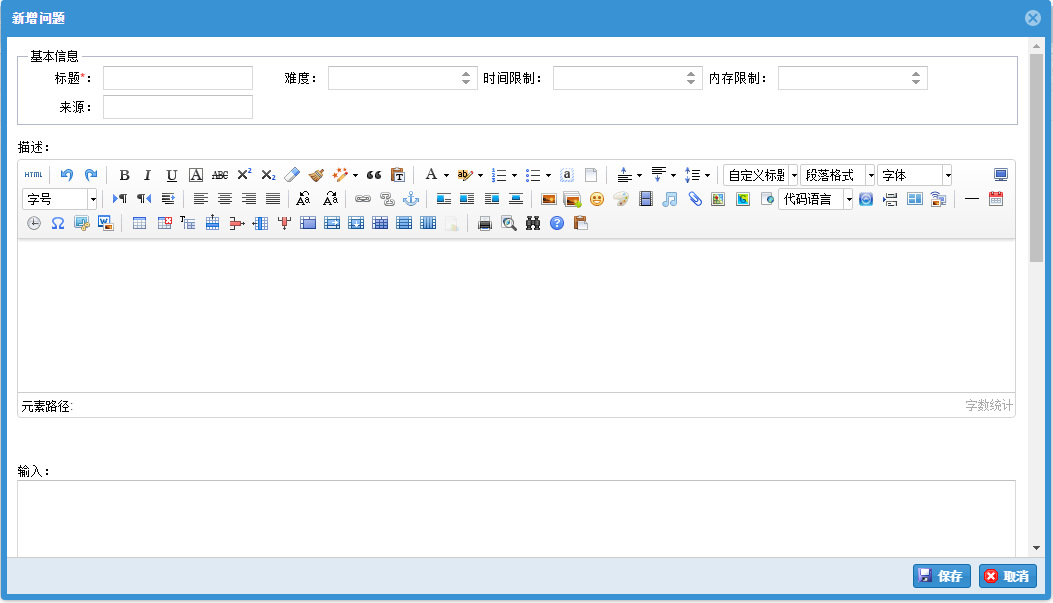 新增问题
基本信息
标题*： 难度： 时间限制： 内存限制：
来源：
描述：
HTML B I U A ABC X² X₂ A ab a 自定义标题 段落格式 字体
字号 代码语言
元素路径: 字数统计
输入：
保存 取消